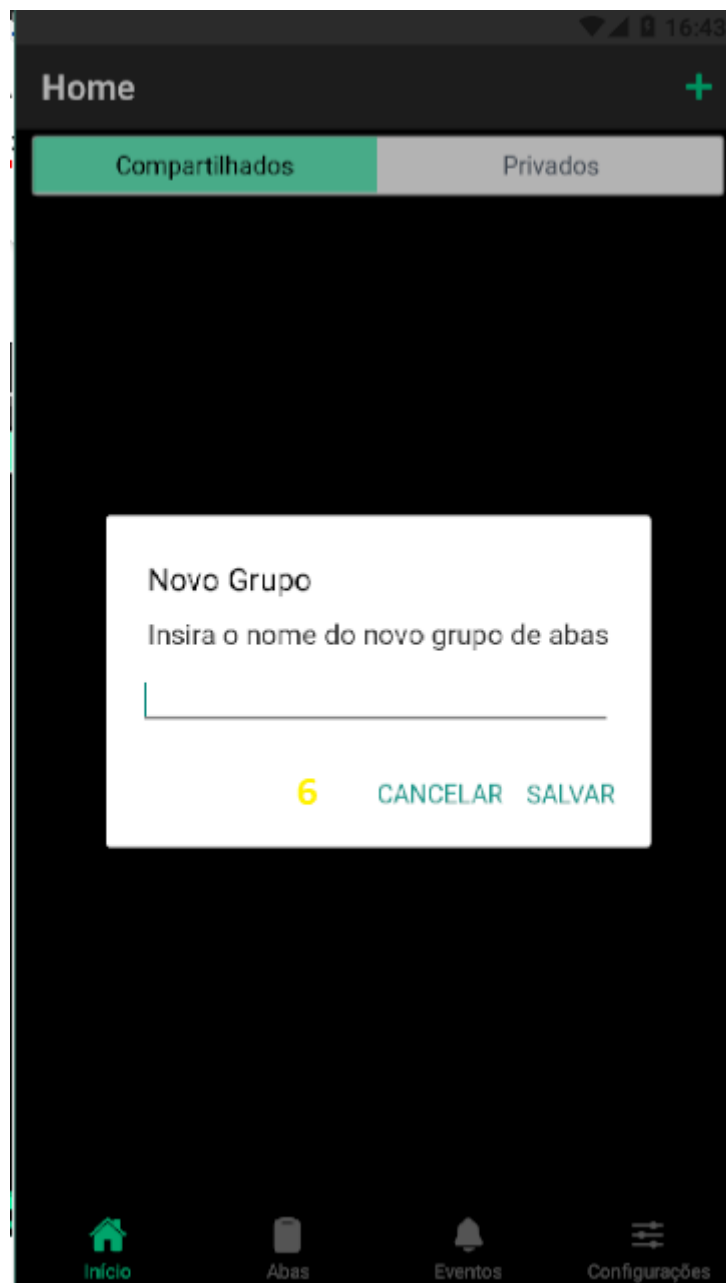 16:43
Home +
Compartilhados Privados
Novo Grupo
Insira o nome do novo grupo de abas
6 CANCELAR SALVAR
Início Abas Eventos Configurações